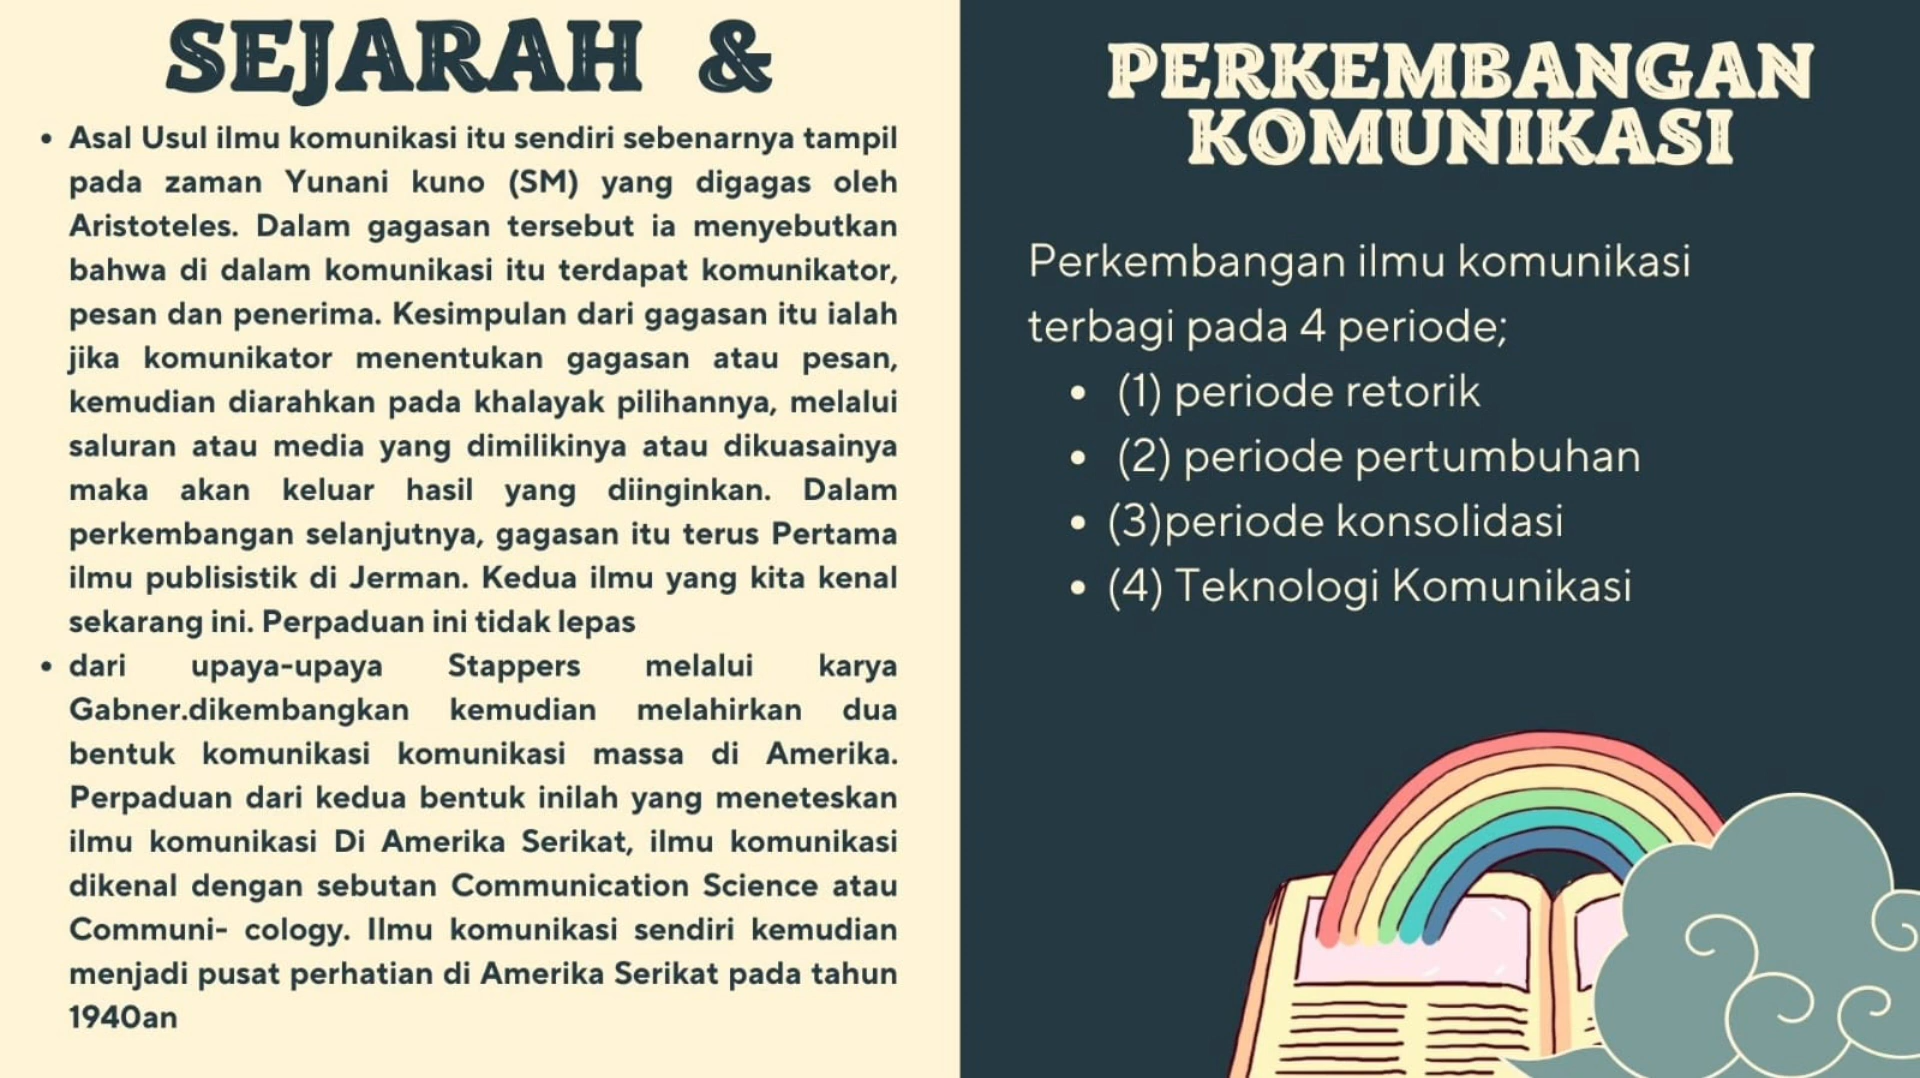 SEJARAH &
• Asal Usul ilmu komunikasi itu sendiri sebenarnya tampil
pada zaman Yunani kuno (SM) yang digagas oleh
Aristoteles. Dalam gagasan tersebut ia menyebutkan
bahwa di dalam komunikasi itu terdapat komunikator,
pesan dan penerima. Kesimpulan dari gagasan itu ialah
jika komunikator menentukan gagasan atau pesan,
kemudian diarahkan pada khalayak pilihannya, melalui
saluran atau media yang dimilikinya atau dikuasainya
maka akan keluar hasil yang diinginkan. Dalam
perkembangan selanjutnya, gagasan itu terus Pertama
ilmu publisistik di Jerman. Kedua ilmu yang kita kenal
sekarang ini. Perpaduan ini tidak lepas
• dari upaya-upaya Stappers melalui karya
Gabner.dikembangkan kemudian melahirkan dua
bentuk komunikasi komunikasi massa di Amerika.
Perpaduan dari kedua bentuk inilah yang meneteskan
ilmu komunikasi Di Amerika Serikat, ilmu komunikasi
dikenal dengan sebutan Communication Science atau
Communi- cology. Ilmu komunikasi sendiri kemudian
menjadi pusat perhatian di Amerika Serikat pada tahun
1940an
PERKEMBANGAN
KOMUNIKASI
Perkembangan ilmu komunikasi
terbagi pada 4 periode;
• (1) periode retorik
• (2) periode pertumbuhan
• (3)periode konsolidasi
• (4) Teknologi Komunikasi